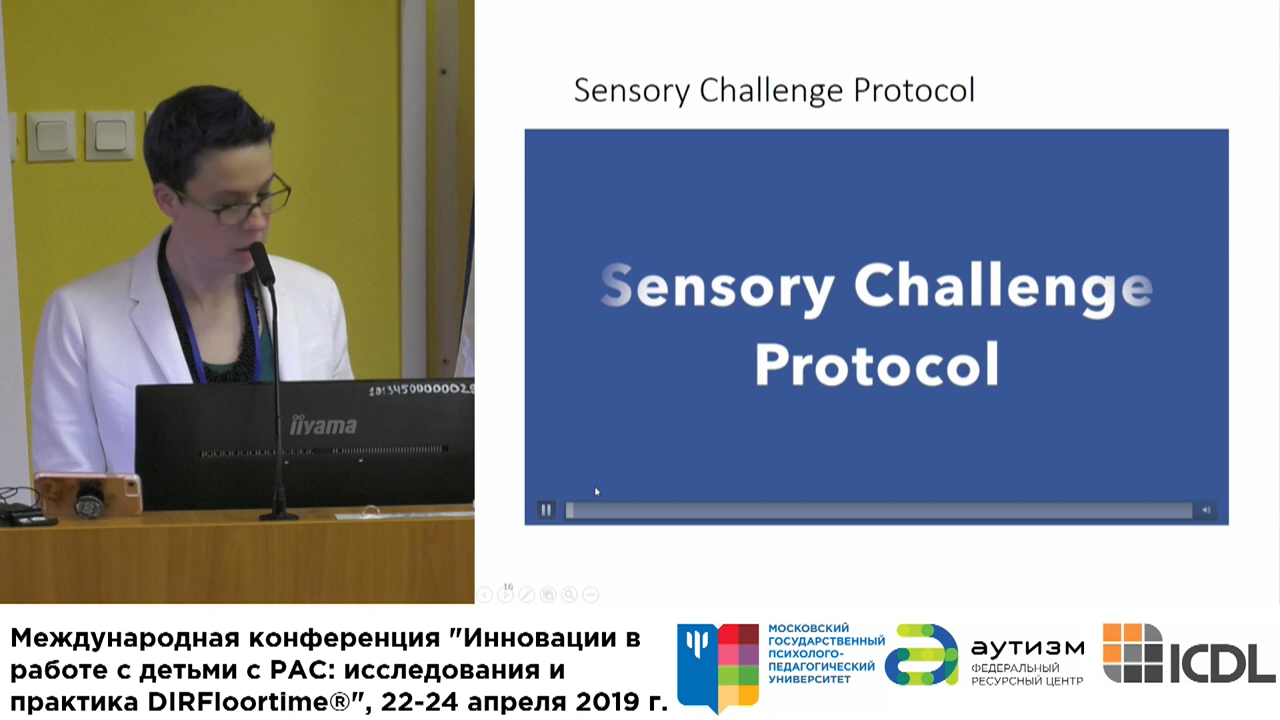 Sensory Challenge Protocol
Sensory Challenge
Protocol
iiyama
16
Международная конференция "Инновации в
работе с детьми с РАС: исследования и
практика DIRFloortime®", 22-24 апреля 2019 г.
МОСКОВСКИЙ
ГОСУДАРСТВЕННЫЙ
ПСИХОЛОГО-
ПЕДАГОГИЧЕСКИЙ
УНИВЕРСИТЕТ
аутизм
ФЕДЕРАЛЬНЫЙ
РЕСУРСНЫЙ ЦЕНТР
ICDL